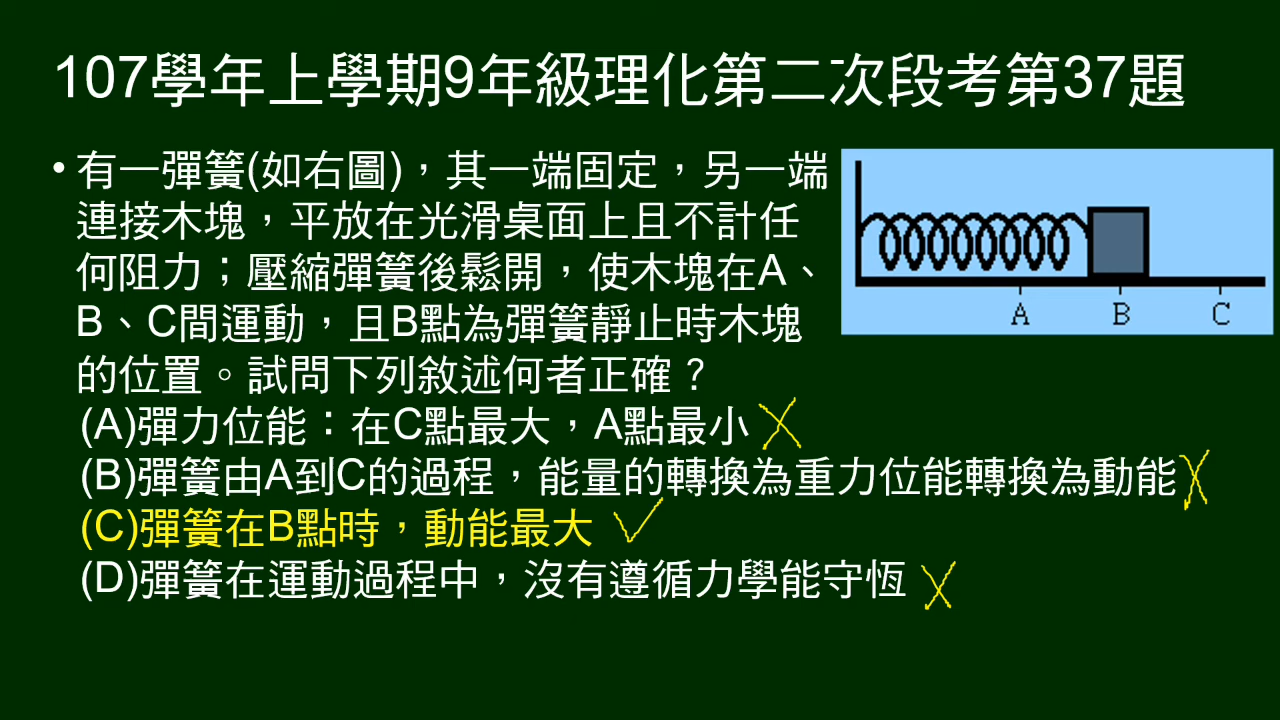 107學年上學期9年級理化第二次段考第37題
• 有一彈簧(如右圖)，其一端固定，另一端
連接木塊，平放在光滑桌面上且不計任
何阻力；壓縮彈簧後鬆開，使木塊在A、
B、C間運動，且B點為彈簧靜止時木塊
的位置。試問下列敘述何者正確？
(A)彈力位能：在C點最大，A點最小
(B)彈簧由A到C的過程，能量的轉換為重力位能轉換為動能
(C)彈簧在B點時，動能最大
(D)彈簧在運動過程中，沒有遵循力學能守恆
A B C